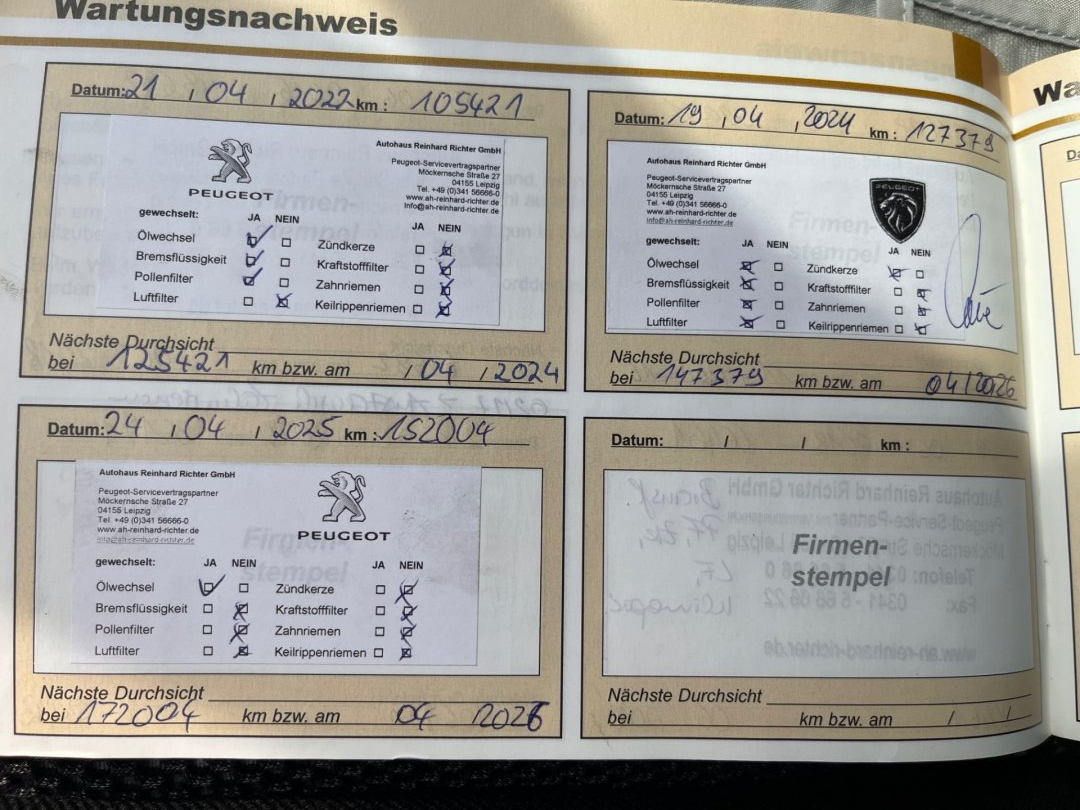 Wartungsnachweis
Datum: 21 , 04 , 2022 km : 105421
Autohaus Reinhard Richter GmbH
Peugeot-Servicevertragspartner
Möckernsche Straße 27
04155 Leipzig
Tel. +49 (0)341 56666-0
www.ah-reinhard-richter.de
Info@ah-reinhard-richter.de
PEUGEOT
gewechselt:
JA NEIN
JA NEIN
Ölwechsel
Zündkerze
Bremsflüssigkeit
Kraftstofffilter
Pollenfilter
Zahnriemen
Luftfilter
Keilrippenriemen
Nächste Durchsicht
bei 125421 km bzw. am / 04 / 2024
Datum: 19 , 04 , 2024 km : 127379
Autohaus Reinhard Richter GmbH
Peugeot-Servicevertragspartner
Möckernsche Straße 27
04155 Leipzig
Tel. +49 (0)341 56666-0
www.ah-reinhard-richter.de
info@ah-reinhard-richter.de
PEUGEOT
Firmen-
stempel
gewechselt:
JA NEIN
JA NEIN
Ölwechsel
Zündkerze
Bremsflüssigkeit
Kraftstofffilter
Pollenfilter
Zahnriemen
Luftfilter
Keilrippenriemen
Nächste Durchsicht
bei 147379 km bzw. am 04/2026
Datum: 24 , 04 , 2025 km : 152004
Autohaus Reinhard Richter GmbH
Peugeot-Servicevertragspartner
Möckernsche Straße 27
04155 Leipzig
Tel. +49 (0)341 56666-0
www.ah-reinhard-richter.de
info@ah-reinhard-richter.de
PEUGEOT
Firmen-
stempel
gewechselt:
JA NEIN
JA NEIN
Ölwechsel
Zündkerze
Bremsflüssigkeit
Kraftstofffilter
Pollenfilter
Zahnriemen
Luftfilter
Keilrippenriemen
Nächste Durchsicht
bei 172004 km bzw. am 04 2026
Datum: / / km :
Firmen-
stempel
Nächste Durchsicht
bei km bzw. am / /
Wa